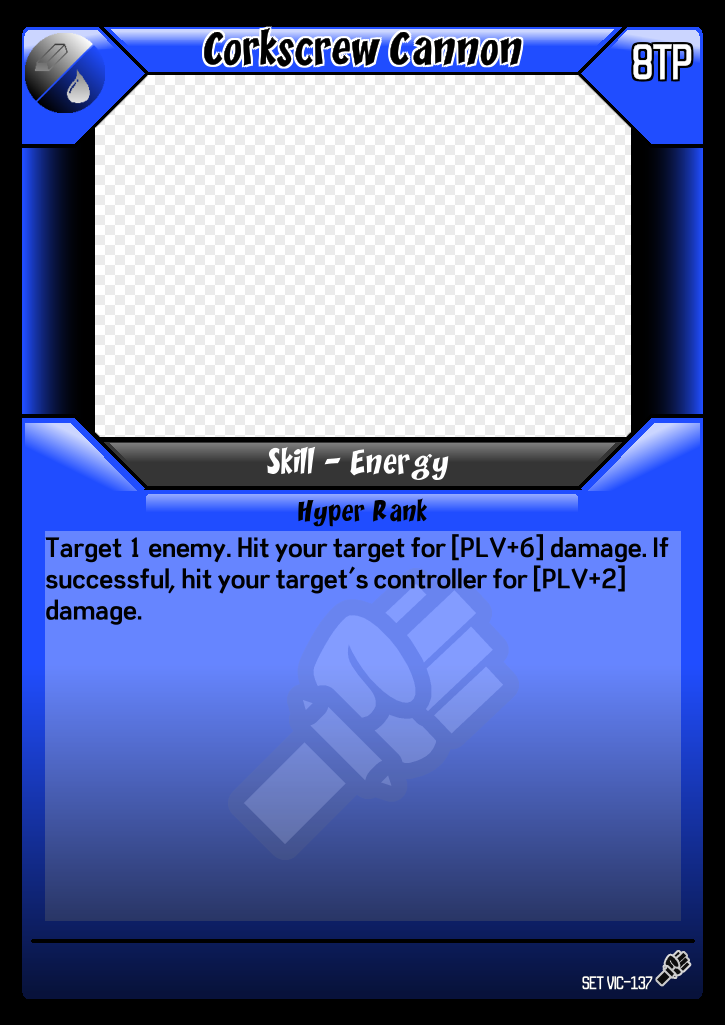 Corkscrew Cannon
8TP
Skill - Energy
Hyper Rank
Target 1 enemy. Hit your target for [PLV+6] damage. If
successful, hit your target's controller for [PLV+2]
damage.
SET VIC-137